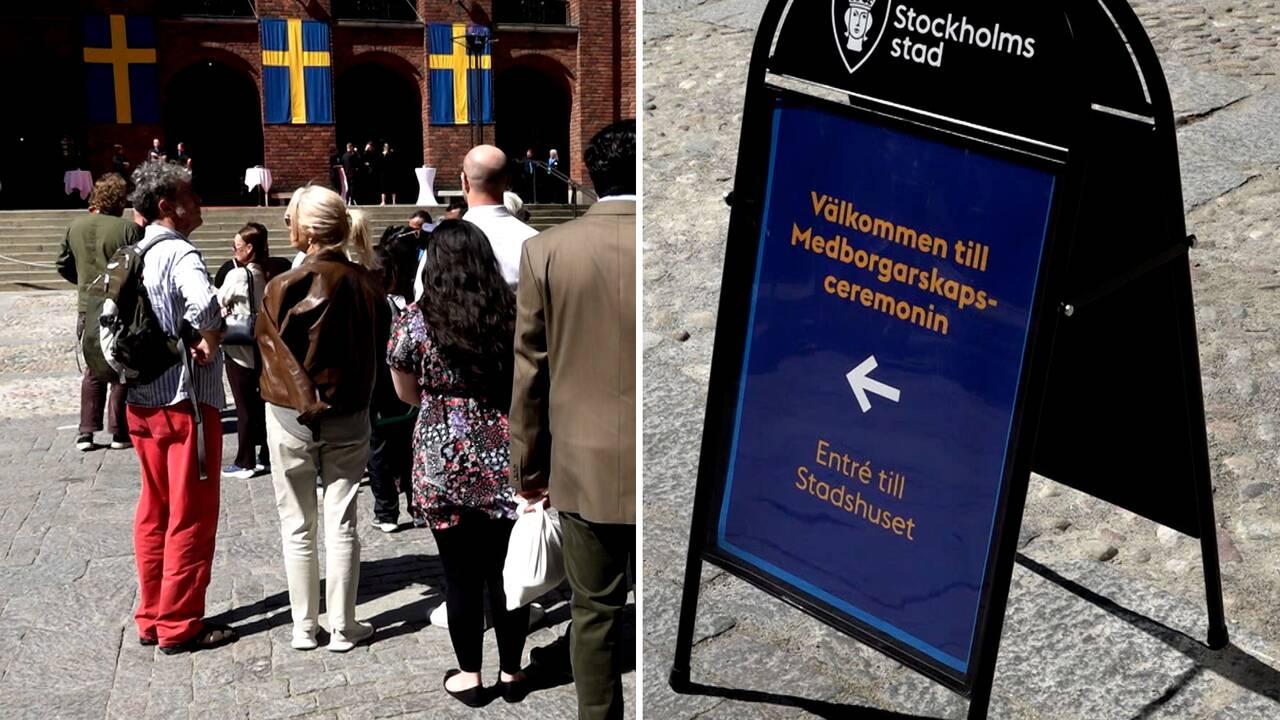 Stockholms
stad
Välkommen till
Medborgarskaps-
ceremonin
Entré till
Stadshuset